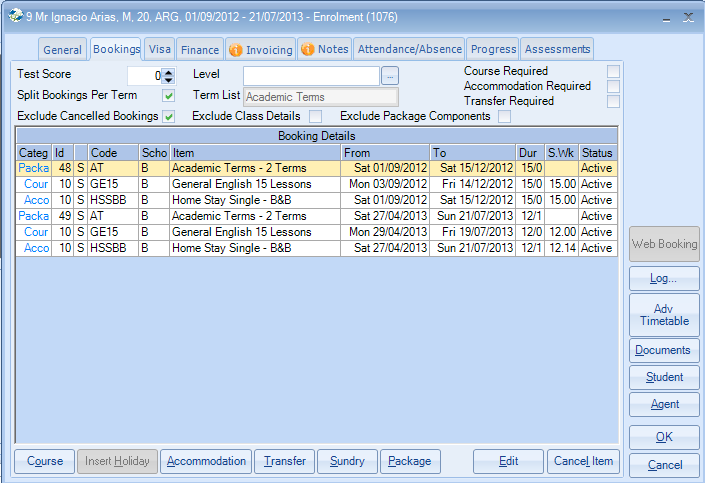 9 Mr Ignacio Arias, M, 20, ARG, 01/09/2012 - 21/07/2013 - Enrolment (1076)
General Bookings Visa Finance Invoicing Notes Attendance/Absence Progress Assessments
Test Score 0 Level ... Course Required
Accommodation Required
Split Bookings Per Term Term List Academic Terms Transfer Required
Exclude Cancelled Bookings Exclude Class Details Exclude Package Components
Booking Details
Categ Id Code Scho Item From To Dur S.Wk Status
Packa 48 S AT B Academic Terms - 2 Terms Sat 01/09/2012 Sat 15/12/2012 15/0 Active
Cour 10 S GE15 B General English 15 Lessons Mon 03/09/2012 Fri 14/12/2012 15/0 15.00 Active
Acco 10 S HSSBB B Home Stay Single - B&B Sat 01/09/2012 Sat 15/12/2012 15/0 15.00 Active
Packa 49 S AT B Academic Terms - 2 Terms Sat 27/04/2013 Sun 21/07/2013 12/1 Active
Cour 10 S GE15 B General English 15 Lessons Mon 29/04/2013 Fri 19/07/2013 12/0 12.00 Active
Acco 10 S HSSBB B Home Stay Single - B&B Sat 27/04/2013 Sun 21/07/2013 12/1 12.14 Active
Web Booking
Log...
Adv
Timetable
Documents
Student
Agent
OK
Cancel
Course Insert Holiday Accommodation Transfer Sundry Package Edit Cancel Item